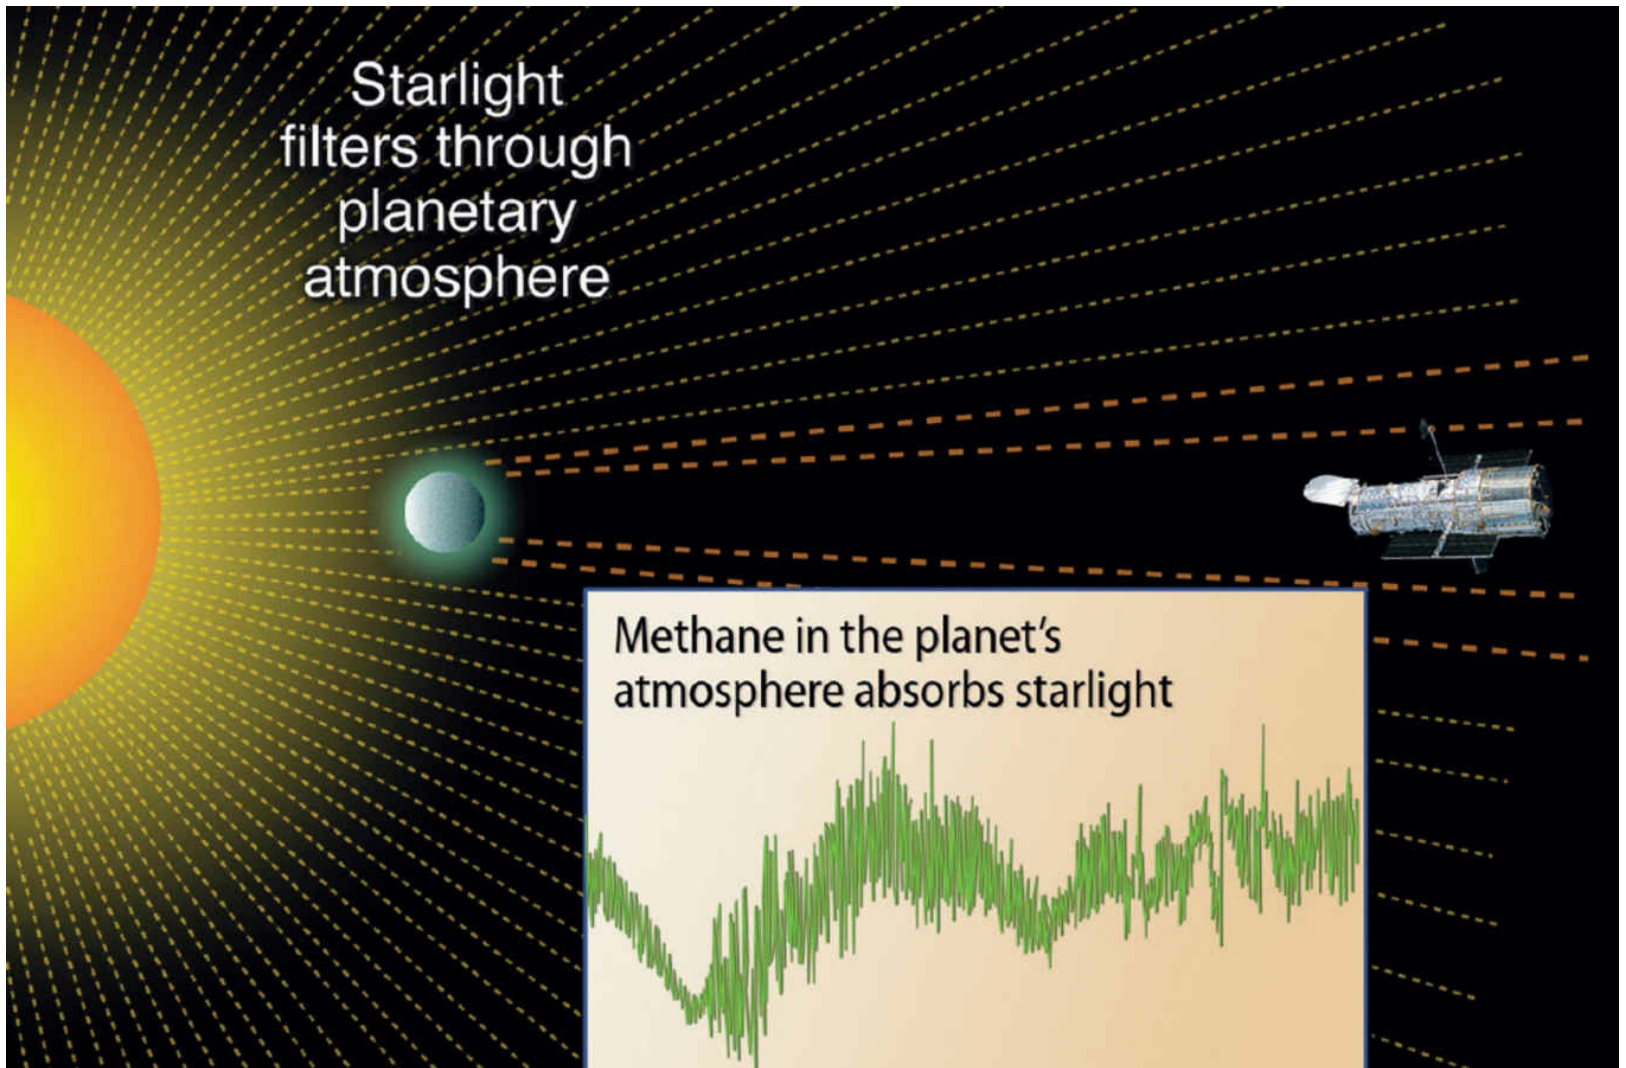 Starlight
filters through
planetary
atmosphere
Methane in the planet's
atmosphere absorbs starlight